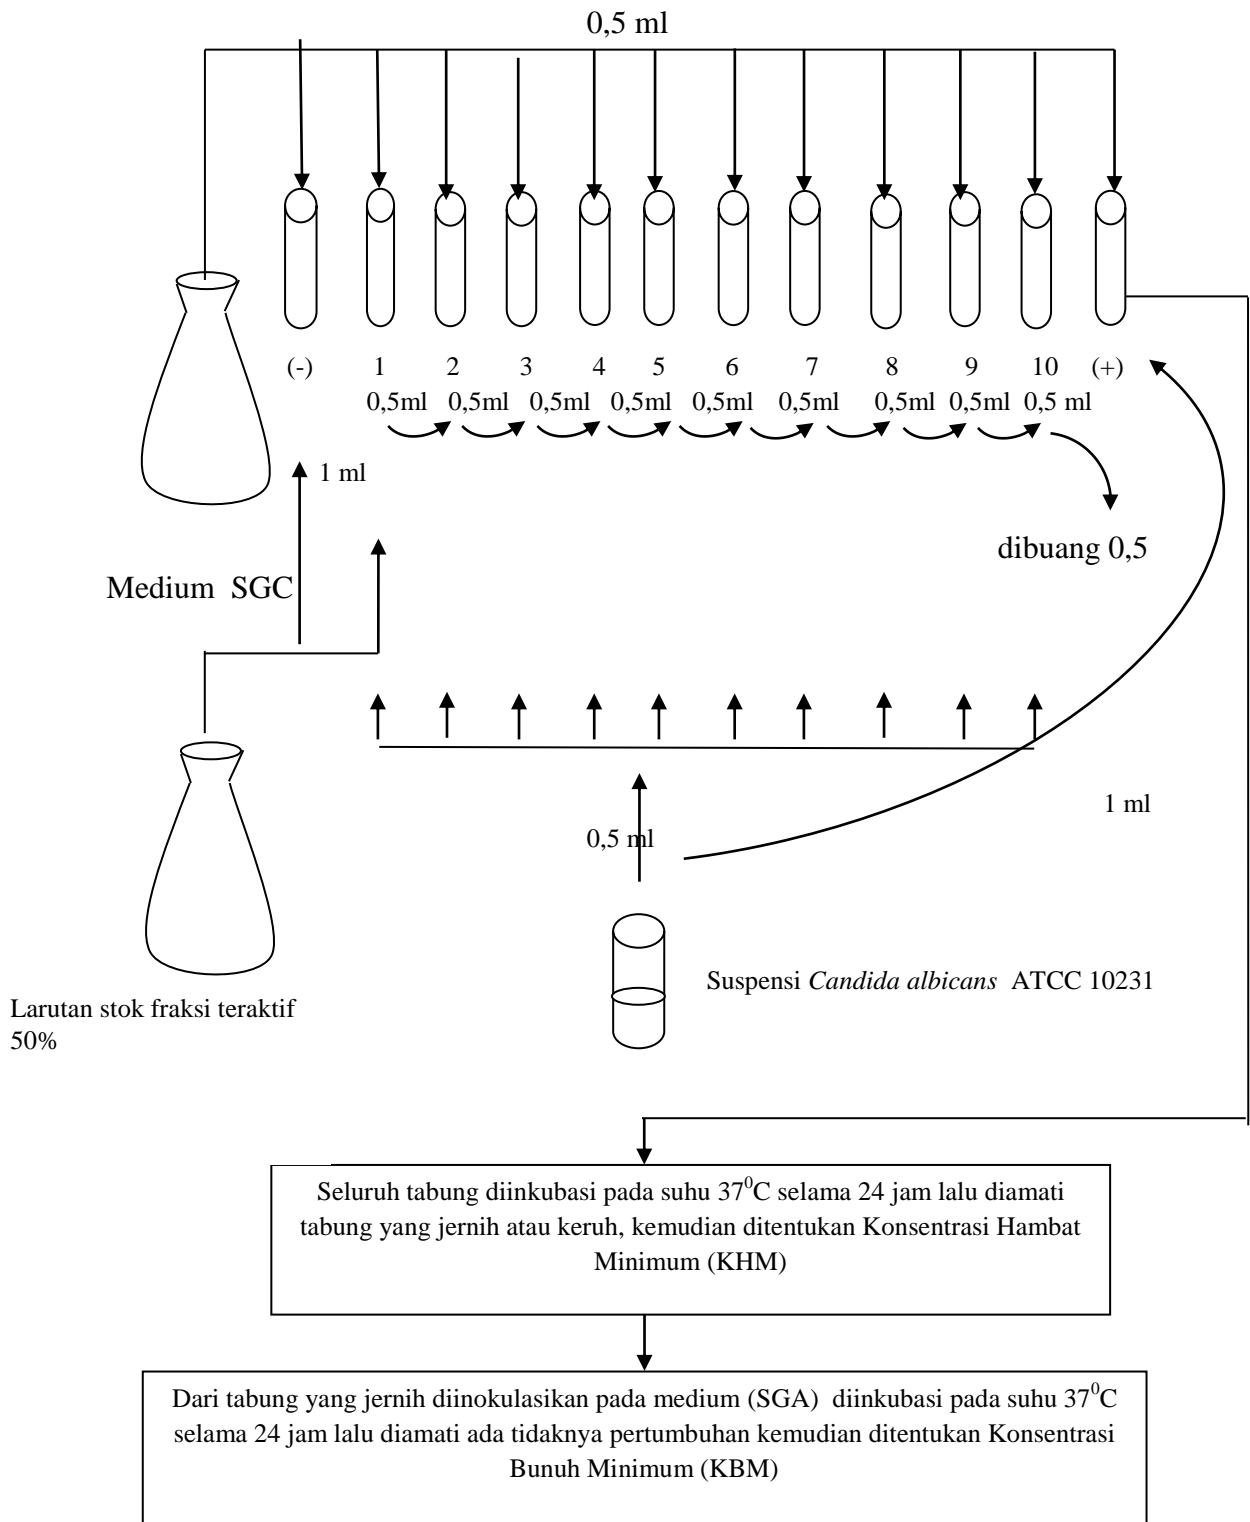 0,5 ml
(-) 1 2 3 4 5 6 7 8 9 10 (+)
0,5ml 0,5ml 0,5ml 0,5ml 0,5ml 0,5ml 0,5ml 0,5ml 0,5 ml
1 ml
dibuang 0,5
Medium SGC
1 ml
0,5 ml
Suspensi Candida albicans ATCC 10231
Larutan stok fraksi teraktif
50%
Seluruh tabung diinkubasi pada suhu 37⁰C selama 24 jam lalu diamati
tabung yang jernih atau keruh, kemudian ditentukan Konsentrasi Hambat
Minimum (KHM)
Dari tabung yang jernih diinokulasikan pada medium (SGA) diinkubasi pada suhu 37⁰C
selama 24 jam lalu diamati ada tidaknya pertumbuhan kemudian ditentukan Konsentrasi
Bunuh Minimum (KBM)